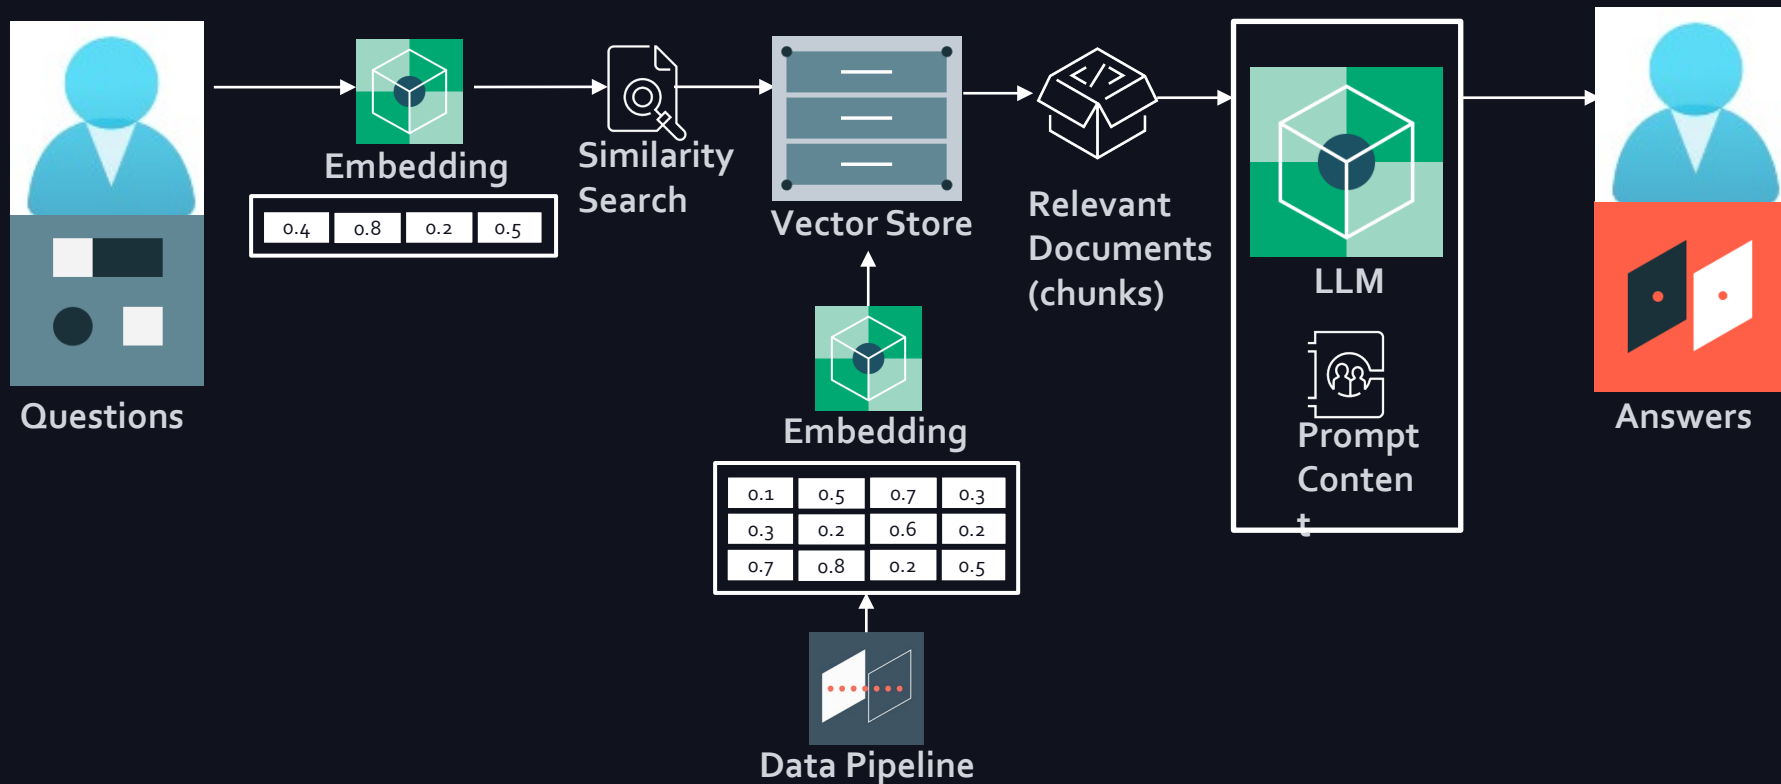 Questions
Embedding
0.4 0.8 0.2 0.5
Similarity
Search
Vector Store
Embedding
0.1 0.5 0.7 0.3
0.3 0.2 0.6 0.2
0.7 0.8 0.2 0.5
Data Pipeline
Relevant
Documents
(chunks)
LLM
Prompt
Conten
t
Answers